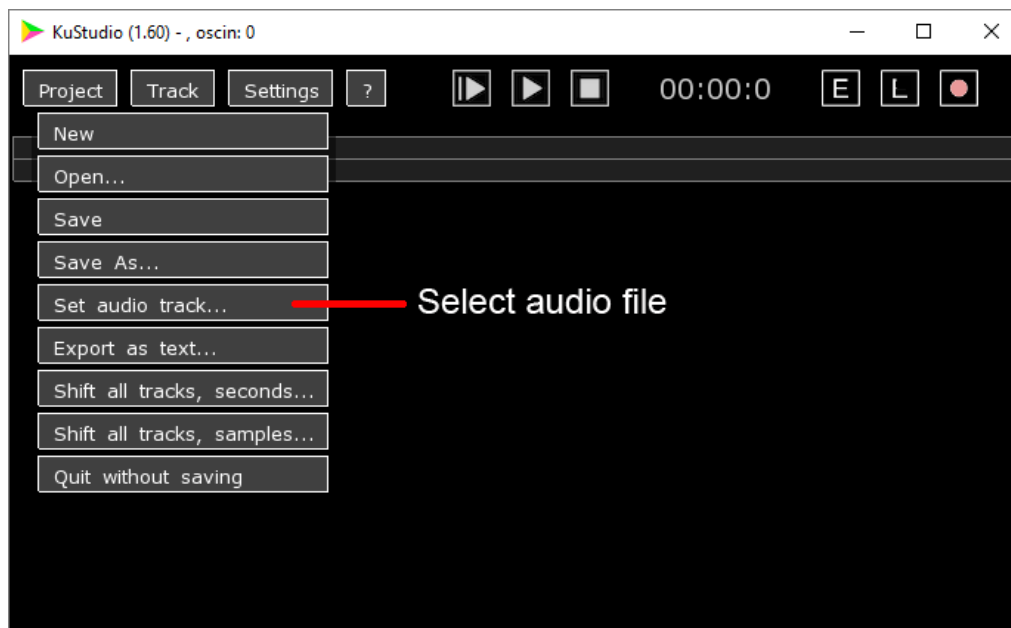 KuStudio (1.60) - , oscin: 0
Project Track Settings ? 00:00:0 E L
New
Open...
Save
Save As...
Set audio track... Select audio file
Export as text...
Shift all tracks, seconds...
Shift all tracks, samples...
Quit without saving